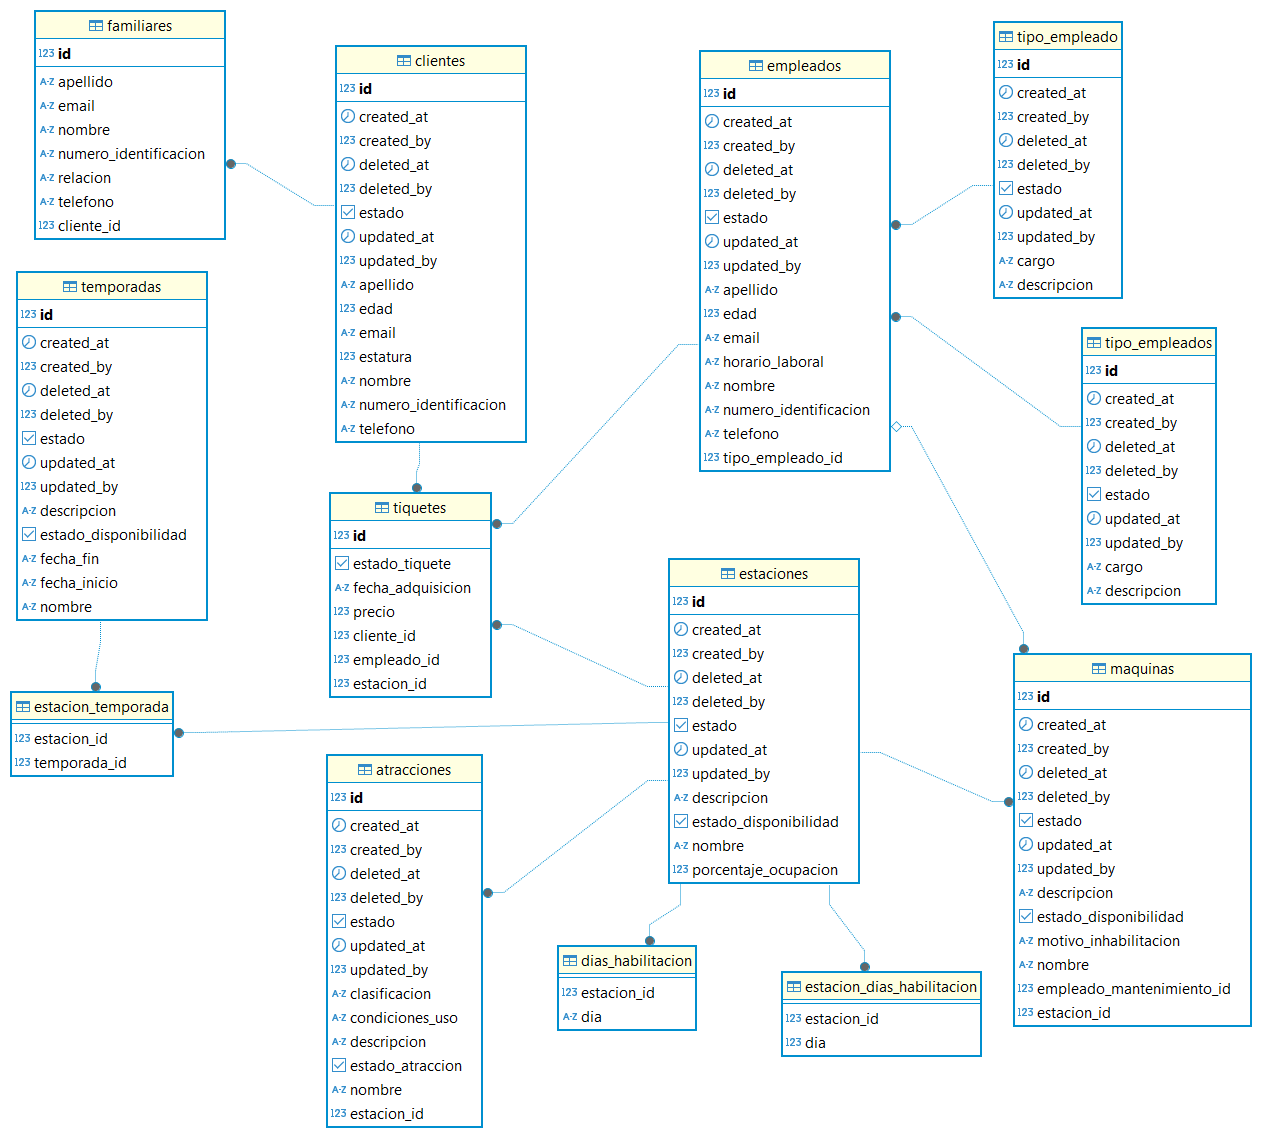 familiares
123 id
A-Z apellido
A-Z email
A-Z nombre
A-Z numero_identificacion
A-Z relacion
A-Z telefono
123 cliente_id
clientes
123 id
created_at
123 created_by
deleted_at
123 deleted_by
estado
updated_at
123 updated_by
A-Z apellido
123 edad
A-Z email
123 estatura
A-Z nombre
A-Z numero_identificacion
A-Z telefono
empleados
123 id
created_at
123 created_by
deleted_at
123 deleted_by
estado
updated_at
123 updated_by
A-Z apellido
123 edad
A-Z email
A-Z horario_laboral
A-Z nombre
A-Z numero_identificacion
A-Z telefono
123 tipo_empleado_id
tipo_empleado
123 id
created_at
123 created_by
deleted_at
123 deleted_by
estado
updated_at
123 updated_by
A-Z cargo
A-Z descripcion
temporadas
123 id
created_at
123 created_by
deleted_at
123 deleted_by
estado
updated_at
123 updated_by
A-Z descripcion
estado_disponibilidad
A-Z fecha_fin
A-Z fecha_inicio
A-Z nombre
tipo_empleados
123 id
created_at
123 created_by
deleted_at
123 deleted_by
estado
updated_at
123 updated_by
A-Z cargo
A-Z descripcion
tiquetes
123 id
estado_tiquete
A-Z fecha_adquisicion
123 precio
123 cliente_id
123 empleado_id
123 estacion_id
estaciones
123 id
created_at
123 created_by
deleted_at
123 deleted_by
estado
updated_at
123 updated_by
A-Z descripcion
estado_disponibilidad
A-Z nombre
123 porcentaje_ocupacion
maquinas
123 id
created_at
123 created_by
deleted_at
123 deleted_by
estado
updated_at
123 updated_by
A-Z descripcion
estado_disponibilidad
A-Z motivo_inhabilitacion
A-Z nombre
123 empleado_mantenimiento_id
123 estacion_id
estacion_temporada
123 estacion_id
123 temporada_id
atracciones
123 id
created_at
123 created_by
deleted_at
123 deleted_by
estado
updated_at
123 updated_by
A-Z clasificacion
A-Z condiciones_uso
A-Z descripcion
estado_atraccion
A-Z nombre
123 estacion_id
dias_habilitacion
123 estacion_id
A-Z dia
estacion_dias_habilitacion
123 estacion_id
123 dia